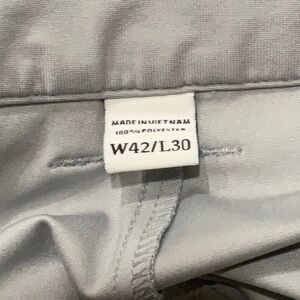 MADE IN VIETNAM
100% POLYESTER
W42/L30